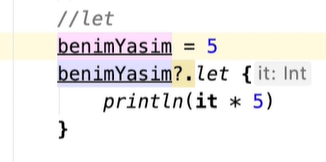 //let
benimYasim = 5
benimYasim?.let { it: Int
println(it * 5)
}